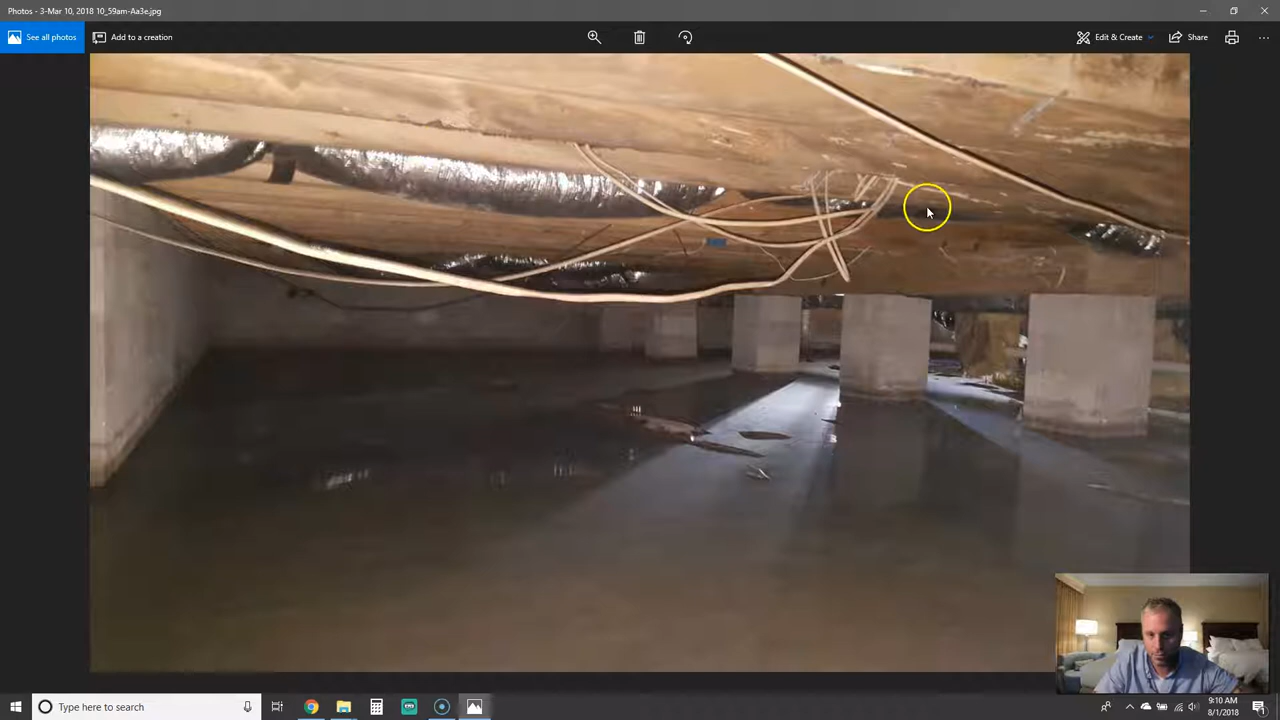 Photos - 3-Mar 10, 2018 10_59am-Aa3e.jpg
See all photos
Add to a creation
Edit & Create
Share
Type here to search
9:10 AM
8/1/2018